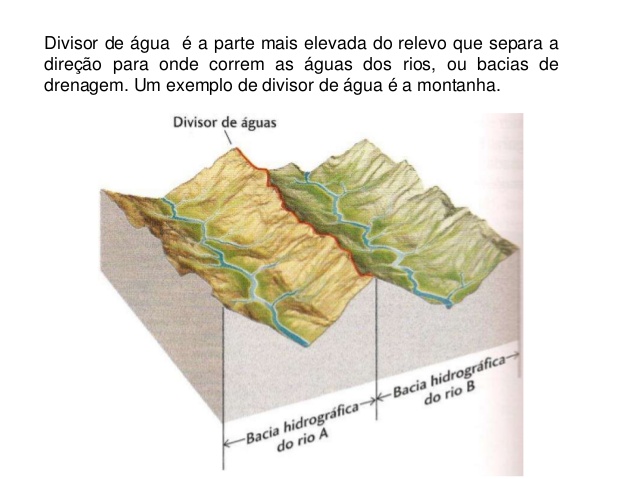 Divisor de água é a parte mais elevada do relevo que separa a
direção para onde correm as águas dos rios, ou bacias de
drenagem. Um exemplo de divisor de água é a montanha.
Divisor de águas
Bacia hidrográfica
do rio A
Bacia hidrográfica
do rio B